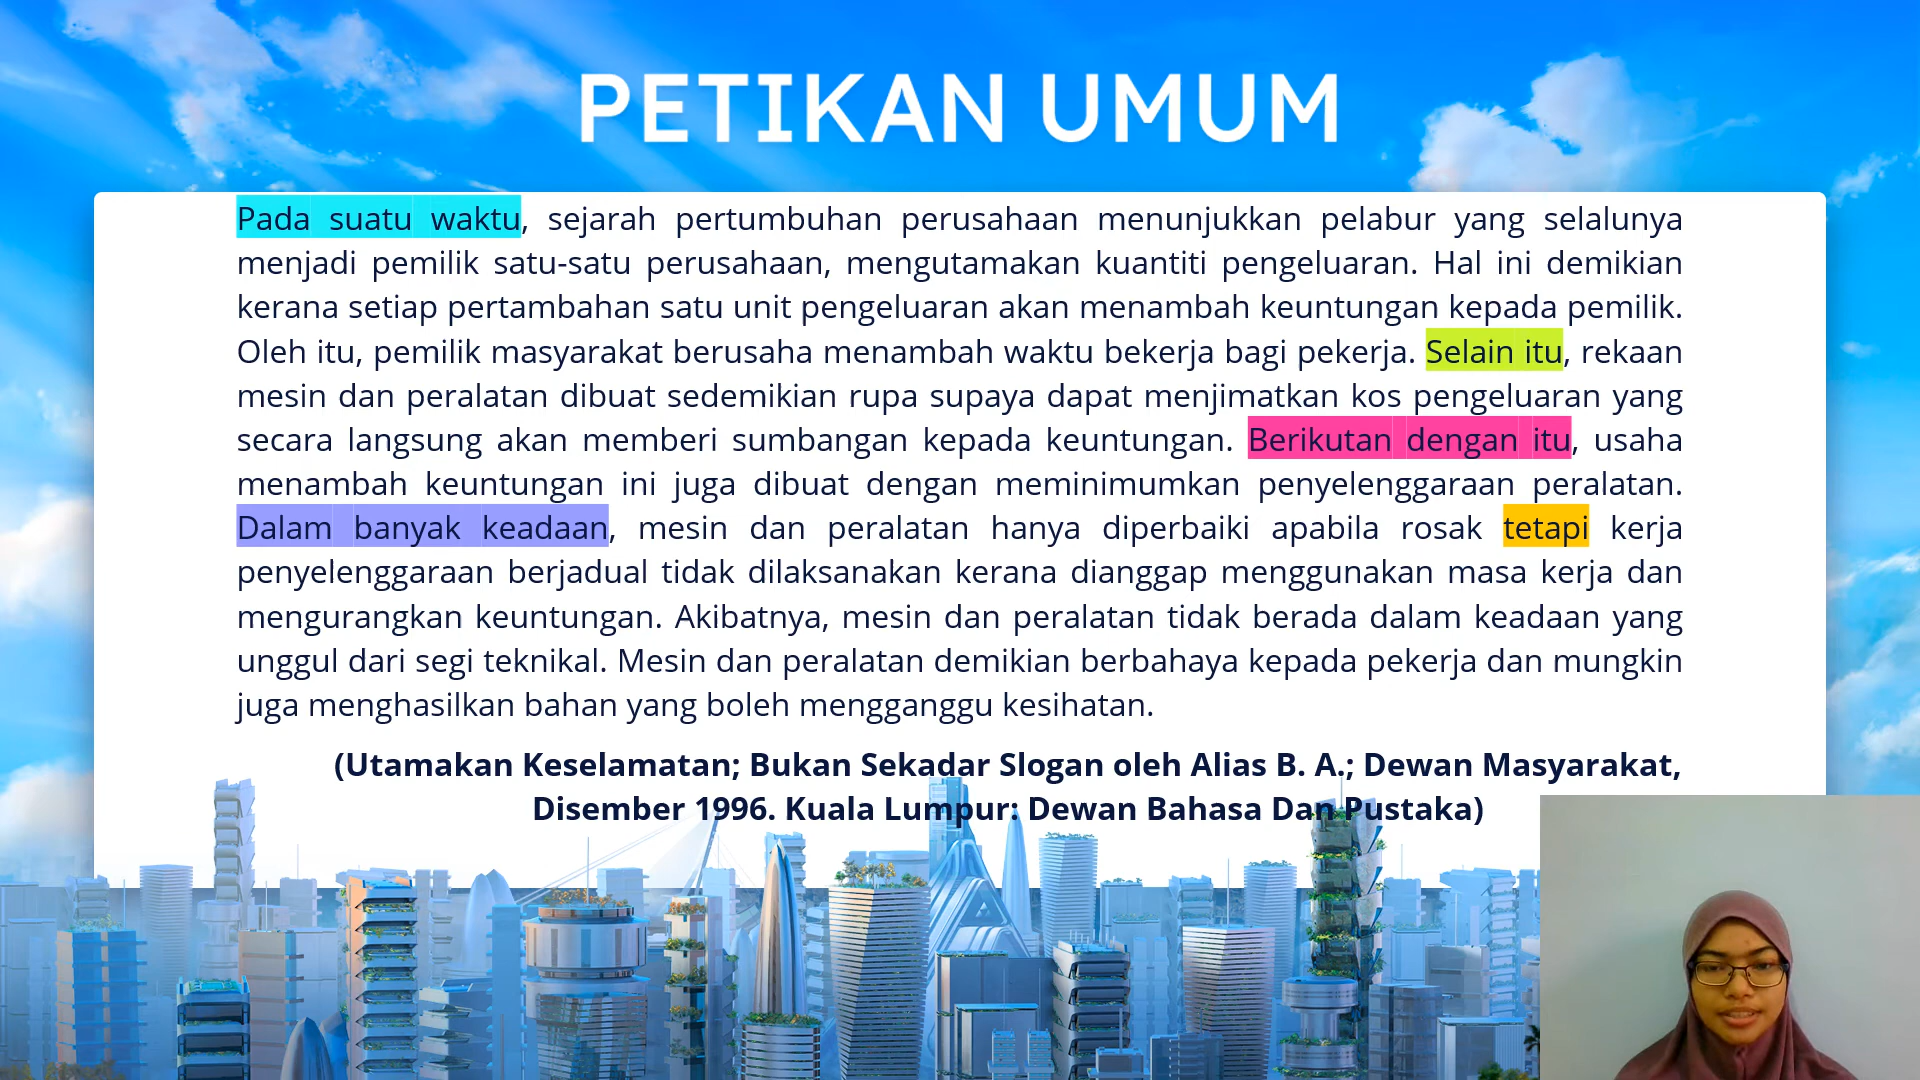 PETIKAN UMUM
Pada suatu waktu, sejarah pertumbuhan perusahaan menunjukkan pelabur yang selalunya
menjadi pemilik satu-satu perusahaan, mengutamakan kuantiti pengeluaran. Hal ini demikian
kerana setiap pertambahan satu unit pengeluaran akan menambah keuntungan kepada pemilik.
Oleh itu, pemilik masyarakat berusaha menambah waktu bekerja bagi pekerja. Selain itu, rekaan
mesin dan peralatan dibuat sedemikian rupa supaya dapat menjimatkan kos pengeluaran yang
secara langsung akan memberi sumbangan kepada keuntungan. Berikutan dengan itu, usaha
menambah keuntungan ini juga dibuat dengan meminimumkan penyelenggaraan peralatan.
Dalam banyak keadaan, mesin dan peralatan hanya diperbaiki apabila rosak tetapi kerja
penyelenggaraan berjadual tidak dilaksanakan kerana dianggap menggunakan masa kerja dan
mengurangkan keuntungan. Akibatnya, mesin dan peralatan tidak berada dalam keadaan yang
unggul dari segi teknikal. Mesin dan peralatan demikian berbahaya kepada pekerja dan mungkin
juga menghasilkan bahan yang boleh mengganggu kesihatan.
(Utamakan Keselamatan; Bukan Sekadar Slogan oleh Alias B. A.; Dewan Masyarakat,
Disember 1996. Kuala Lumpur: Dewan Bahasa Dan Pustaka)